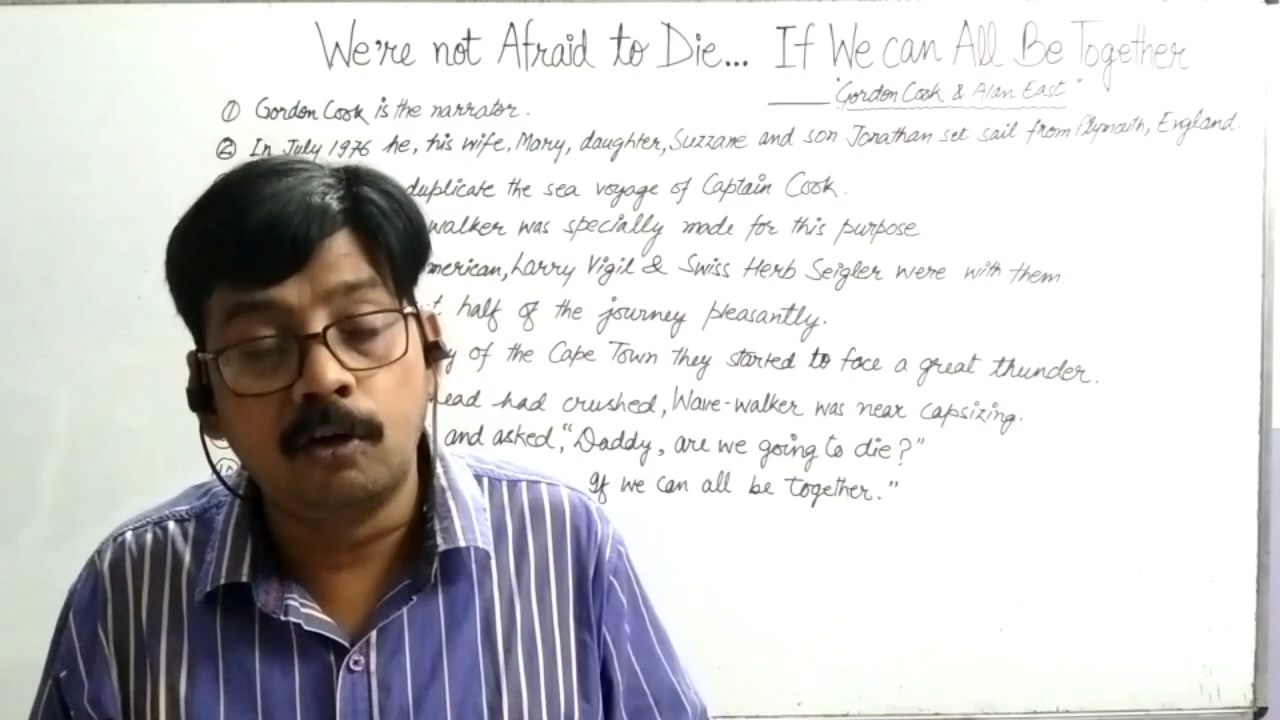 We're not Afraid to Die... If We can All Be Together
"Gordon Cook & Alan East"
① Gordon Cook is the narrator.
② In July 1976 he, his wife, Mary, daughter, Suzzane and son Jonathan set sail from Plymouth, England.
duplicate the sea voyage of Captain Cook.
walker was specially made for this purpose
merican, Larry Vigil & Swiss Herb Seigler were with them
half of the journey pleasantly.
of the Cape Town they started to face a great thunder.
ead had crushed, Wave-walker was near capsizing.
and asked, "Daddy, are we going to die?"
If we can all be together."